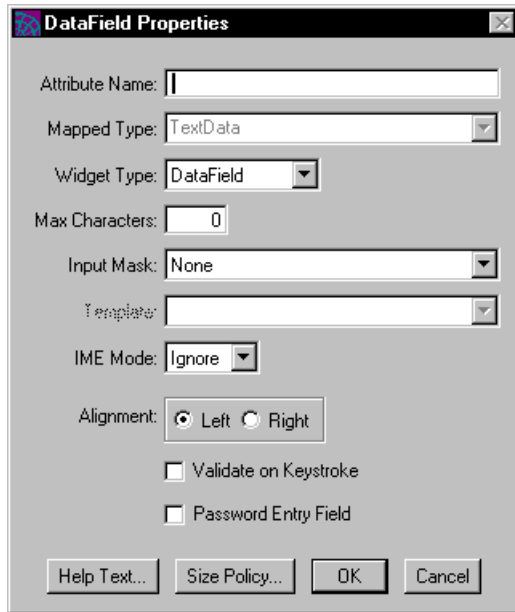 DataField Properties
Attribute Name:
Mapped Type: TextData
Widget Type: DataField
Max Characters: 0
Input Mask: None
Template:
IME Mode: Ignore
Alignment: Left Right
Validate on Keystroke
Password Entry Field
Help Text... Size Policy... OK Cancel